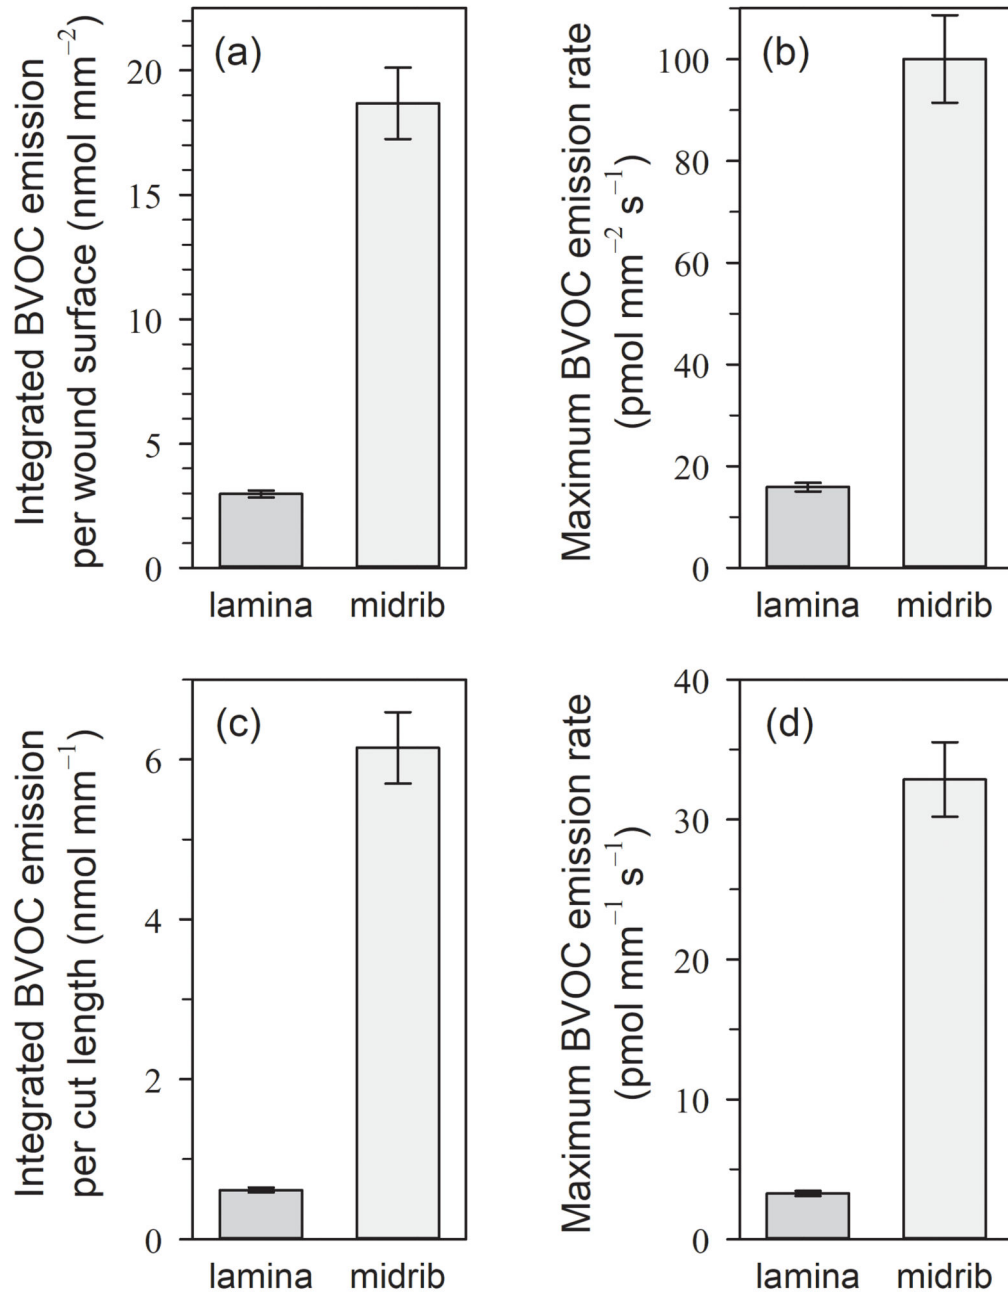 Integrated BVOC emission
per wound surface (nmol mm⁻²)
(a)
20
15
10
5
0
lamina midrib
Maximum BVOC emission rate
(pmol mm⁻² s⁻¹)
(b)
100
80
60
40
20
0
lamina midrib
Integrated BVOC emission
per cut length (nmol mm⁻¹)
(c)
6
4
2
0
lamina midrib
Maximum BVOC emission rate
(pmol mm⁻¹ s⁻¹)
(d)
40
30
20
10
0
lamina midrib